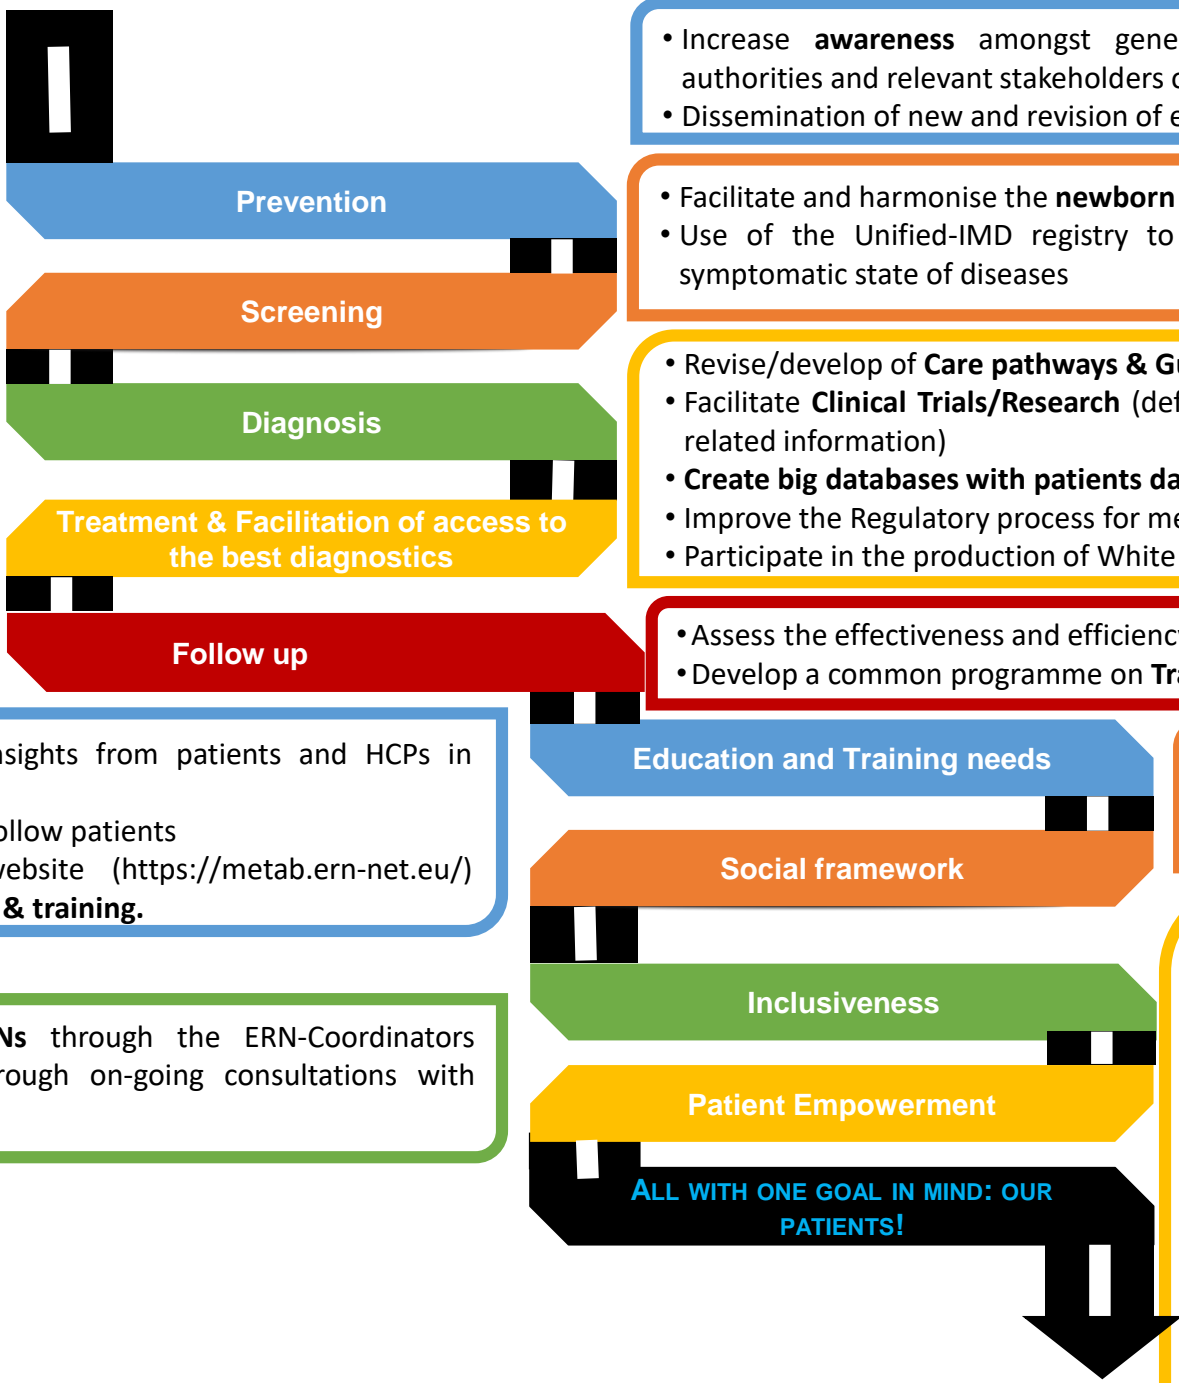 • Increase awareness amongst
authorities and relevant stakeholders
• Dissemination of new and revision of
Prevention
• Facilitate and harmonise the newborn
• Use of the Unified-IMD registry to
symptomatic state of diseases
Screening
• Revise/develop of Care pathways &
• Facilitate Clinical Trials/Research
related information)
• Create big databases with patients
• Improve the Regulatory process for
• Participate in the production of White
Diagnosis
Treatment & Facilitation of access to
the best diagnostics
• Assess the effectiveness and
• Develop a common programme on
Follow up
from patients and HCPs in
patients
(https://metab.ern-net.eu/)
& training.
Education and Training needs
Social framework
through the ERN-Coordinators
on-going consultations with
Inclusiveness
Patient Empowerment
ALL WITH ONE GOAL IN MIND: OUR
PATIENTS!